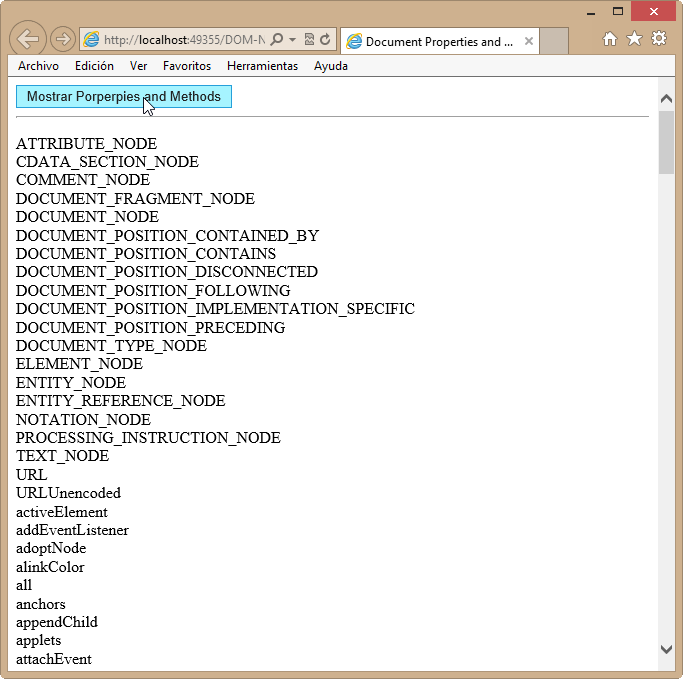 http://localhost:49355/DOM-N
Document Properties and ...
Archivo Edición Ver Favoritos Herramientas Ayuda
Mostrar Porperpies and Methods
ATTRIBUTE_NODE
CDATA_SECTION_NODE
COMMENT_NODE
DOCUMENT_FRAGMENT_NODE
DOCUMENT_NODE
DOCUMENT_POSITION_CONTAINED_BY
DOCUMENT_POSITION_CONTAINS
DOCUMENT_POSITION_DISCONNECTED
DOCUMENT_POSITION_FOLLOWING
DOCUMENT_POSITION_IMPLEMENTATION_SPECIFIC
DOCUMENT_POSITION_PRECEDING
DOCUMENT_TYPE_NODE
ELEMENT_NODE
ENTITY_NODE
ENTITY_REFERENCE_NODE
NOTATION_NODE
PROCESSING_INSTRUCTION_NODE
TEXT_NODE
URL
URLUnencoded
activeElement
addEventListener
adoptNode
alinkColor
all
anchors
appendChild
applets
attachEvent